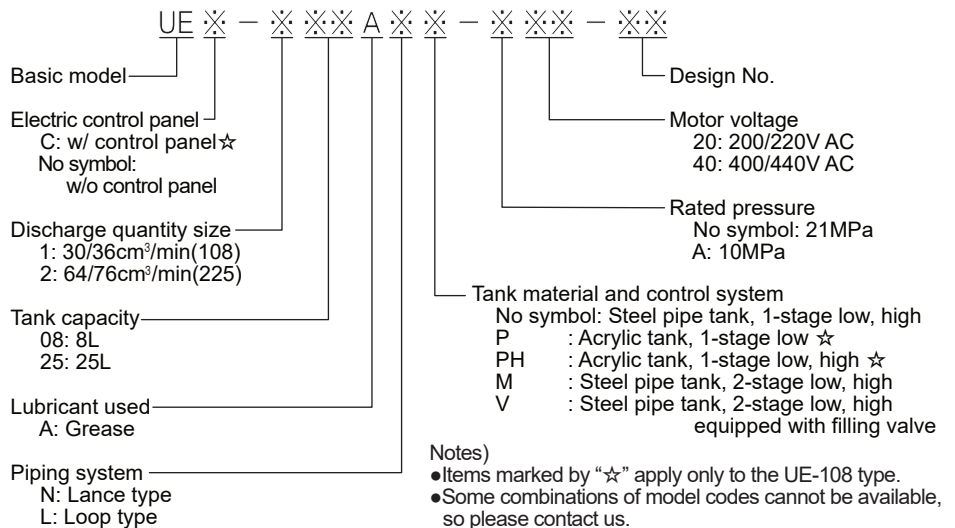 UE※-※※※A※※-※※※-※※
Basic model
Electric control panel
C: w/ control panel☆
No symbol:
w/o control panel
Discharge quantity size
1: 30/36cm³/min(108)
2: 64/76cm³/min(225)
Tank capacity
08: 8L
25: 25L
Lubricant used
A: Grease
Piping system
N: Lance type
L: Loop type
Design No.
Motor voltage
20: 200/220V AC
40: 400/440V AC
Rated pressure
No symbol: 21MPa
A: 10MPa
Tank material and control system
No symbol: Steel pipe tank, 1-stage low, high
P : Acrylic tank, 1-stage low ☆
PH : Acrylic tank, 1-stage low, high ☆
M : Steel pipe tank, 2-stage low, high
V : Steel pipe tank, 2-stage low, high
equipped with filling valve
Notes)
●Items marked by “☆” apply only to the UE-108 type.
●Some combinations of model codes cannot be available,
so please contact us.